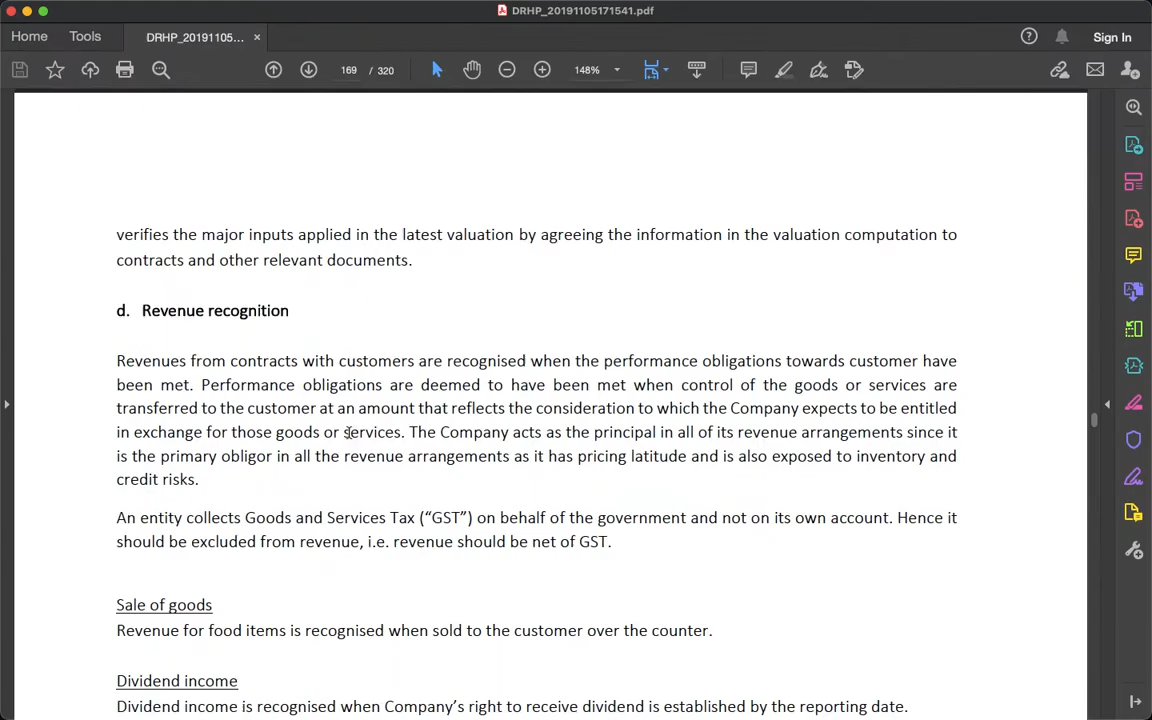 DRHP_20191105171541.pdf
Home Tools DRHP_20191105... × Sign In
169 / 320 148%
verifies the major inputs applied in the latest valuation by agreeing the information in the valuation computation to
contracts and other relevant documents.
d. Revenue recognition
Revenues from contracts with customers are recognised when the performance obligations towards customer have
been met. Performance obligations are deemed to have been met when control of the goods or services are
transferred to the customer at an amount that reflects the consideration to which the Company expects to be entitled
in exchange for those goods or services. The Company acts as the principal in all of its revenue arrangements since it
is the primary obligor in all the revenue arrangements as it has pricing latitude and is also exposed to inventory and
credit risks.
An entity collects Goods and Services Tax (“GST”) on behalf of the government and not on its own account. Hence it
should be excluded from revenue, i.e. revenue should be net of GST.
Sale of goods
Revenue for food items is recognised when sold to the customer over the counter.
Dividend income
Dividend income is recognised when Company’s right to receive dividend is established by the reporting date.